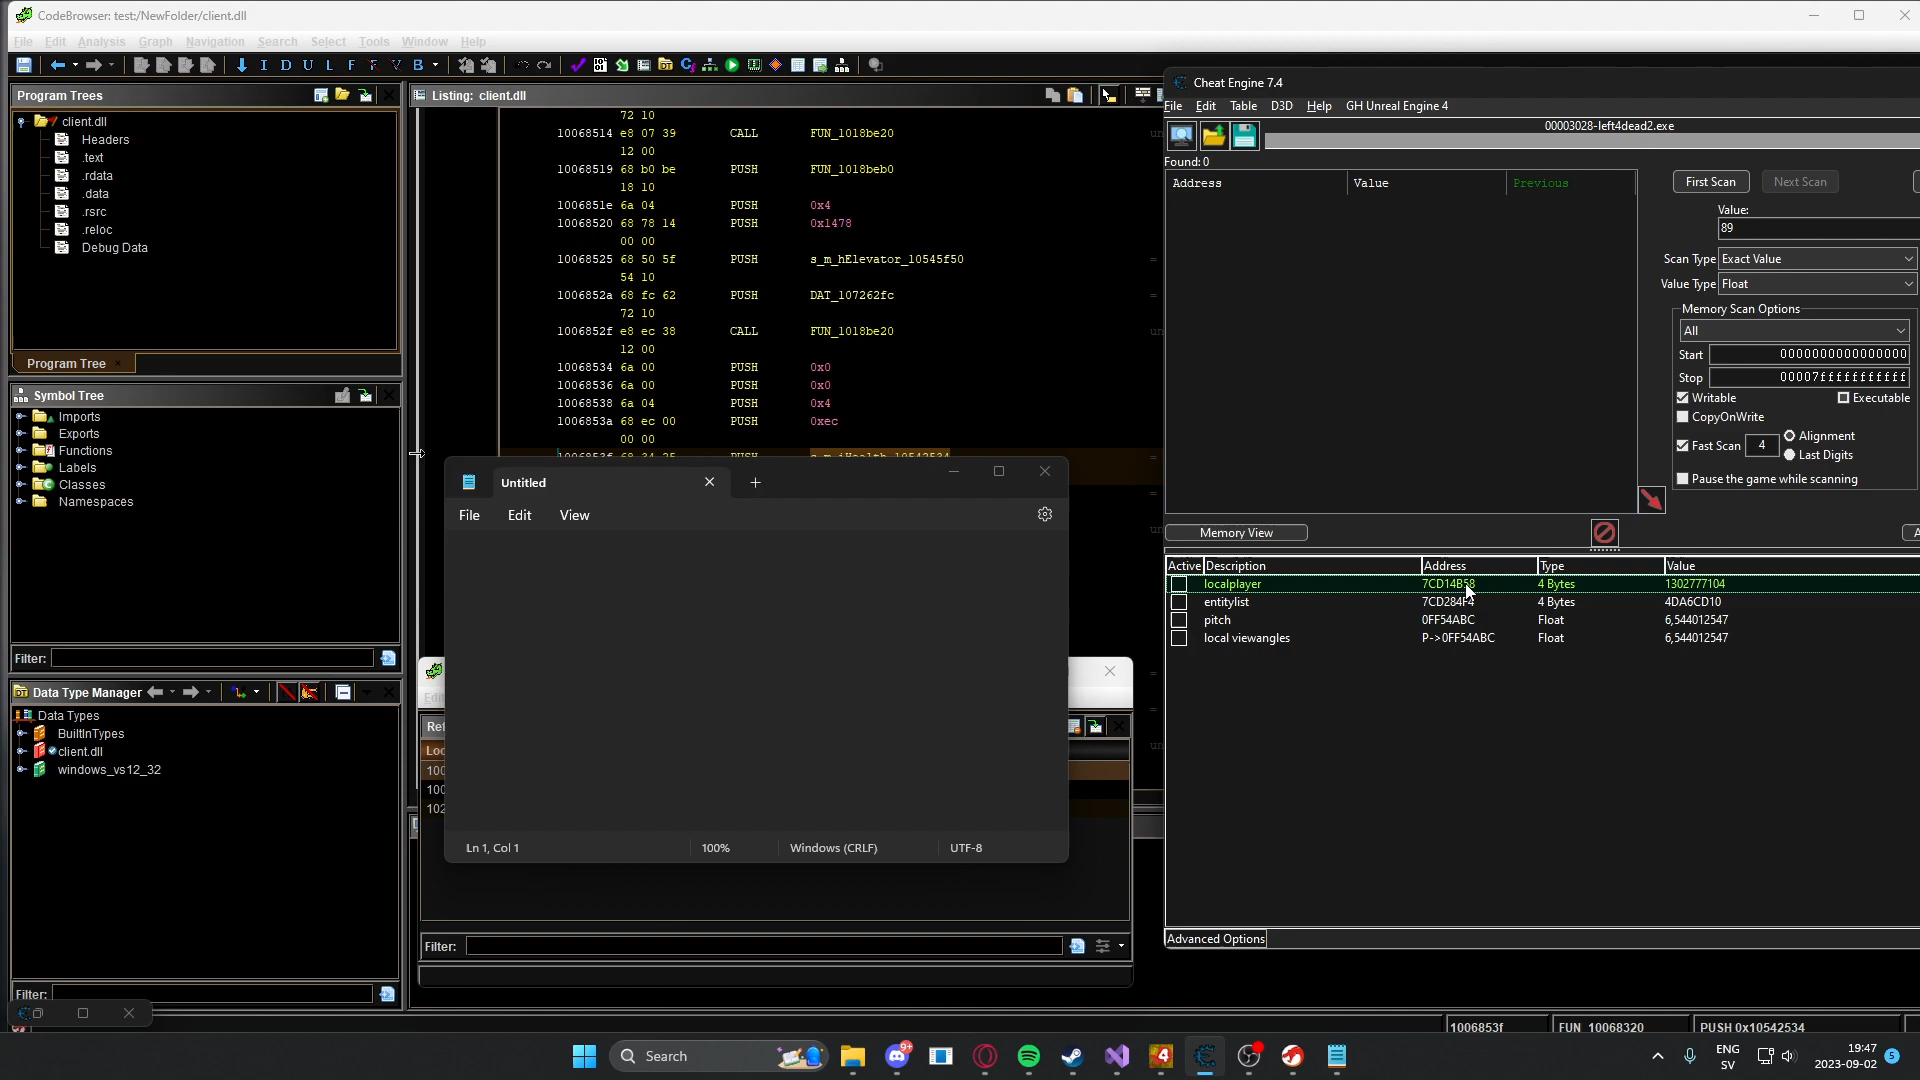 CodeBrowser: test:/NewFolder/client.dll
File Edit Analysis Graph Navigation Search Select Tools Window Help
I D U L F V B
Program Trees
client.dll
Headers
.text
.rdata
.data
.rsrc
.reloc
Debug Data
Program Tree ×
Symbol Tree
Imports
Exports
Functions
Labels
Classes
Namespaces
Filter:
Data Type Manager
Data Types
BuiltInTypes
client.dll
windows_vs12_32
Filter:
Listing: client.dll
72 10
10068514 e8 07 39 CALL FUN_1018be20
12 00
10068519 68 b0 be PUSH FUN_1018beb0
18 10
1006851e 6a 04 PUSH 0x4
10068520 68 78 14 PUSH 0x1478
00 00
10068525 68 50 5f PUSH s_m_hElevator_10545f50
54 10
1006852a 68 fc 62 PUSH DAT_107262fc
72 10
1006852f e8 ec 38 CALL FUN_1018be20
12 00
10068534 6a 00 PUSH 0x0
10068536 6a 00 PUSH 0x0
10068538 6a 04 PUSH 0x4
1006853a 68 ec 00 PUSH 0xec
00 00
1006853f 68 34 25 PUSH s_m_iHealth_10542534
Untitled
File Edit View
Ln 1, Col 1 100% Windows (CRLF) UTF-8
Filter:
Cheat Engine 7.4
File Edit Table D3D Help GH Unreal Engine 4
00003028-left4dead2.exe
Found: 0
Address Value Previous
First Scan Next Scan
Value:
89
Scan Type Exact Value
Value Type Float
Memory Scan Options
All
Start 0000000000000000
Stop 00007fffffffffff
Writable Executable
CopyOnWrite
Fast Scan 4 Alignment
Last Digits
Pause the game while scanning
Memory View
Active Description Address Type Value
localplayer 7CD14B58 4 Bytes 1302777104
entitylist 7CD284F4 4 Bytes 4DA6CD10
pitch 0FF54ABC Float 6,544012547
local viewangles P->0FF54ABC Float 6,544012547
Advanced Options
1006853f FUN_10068320 PUSH 0x10542534
Search
9+
ENG
SV
19:47
2023-09-02
5